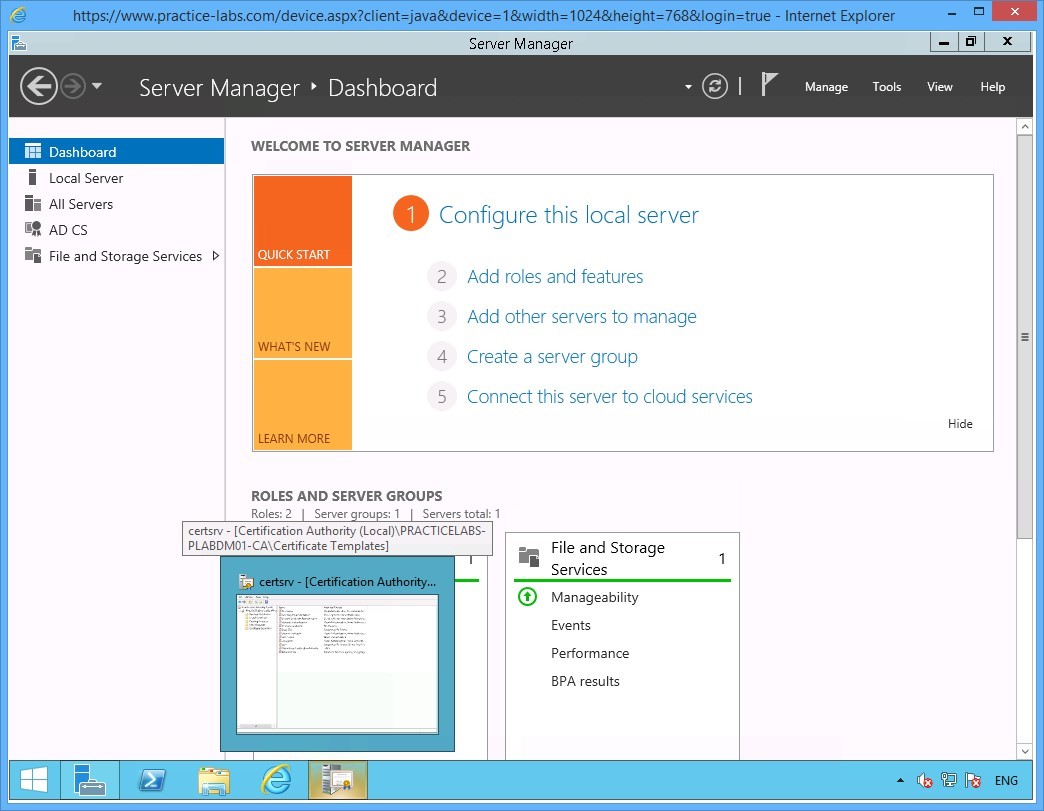 https://www.practice-labs.com/device.aspx?client=java&device=1&width=1024&height=768&login=true - Internet Explorer
Server Manager
Server Manager Dashboard
Manage Tools View Help
Dashboard
Local Server
All Servers
AD CS
File and Storage Services
WELCOME TO SERVER MANAGER
QUICK START
WHAT'S NEW
LEARN MORE
1 Configure this local server
2 Add roles and features
3 Add other servers to manage
4 Create a server group
5 Connect this server to cloud services
Hide
ROLES AND SERVER GROUPS
Roles: 2 | Server groups: 1 | Servers total: 1
certsrv - [Certification Authority (Local)\PRACTICELABS-
PLABDM01-CA\Certificate Templates]
1
certsrv - [Certification Authority...
File and Storage
Services 1
Manageability
Events
Performance
BPA results
ENG